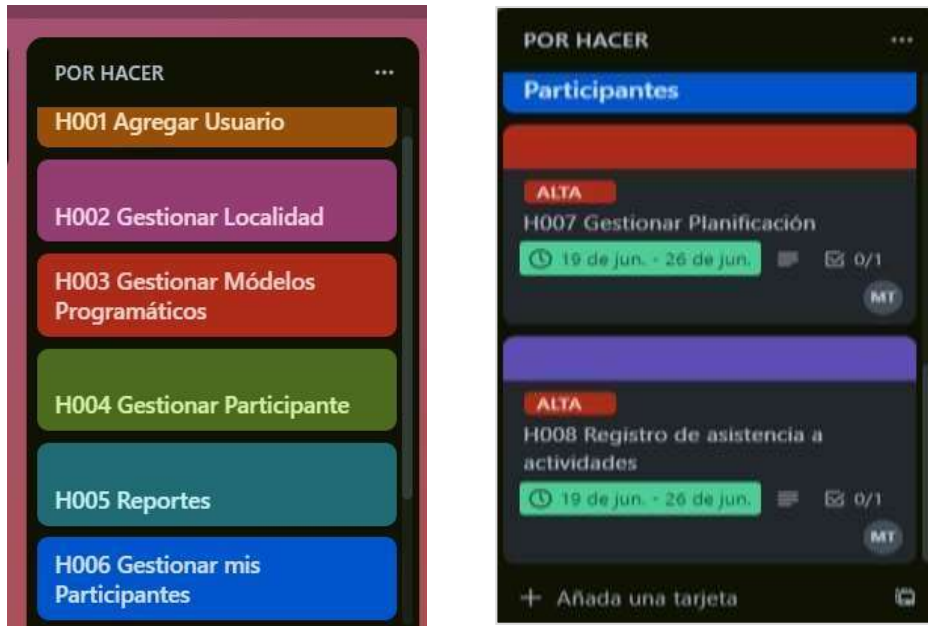 POR HACER
H001 Agregar Usuario
H002 Gestionar Localidad
H003 Gestionar Módelos
Programáticos
H004 Gestionar Participante
H005 Reportes
H006 Gestionar mis
Participantes
POR HACER
Participantes
ALTA
H007 Gestionar Planificación
19 de jun. - 26 de jun.
0/1
MT
ALTA
H008 Registro de asistencia a
actividades
19 de jun. - 26 de jun.
0/1
MT
+ Añada una tarjeta